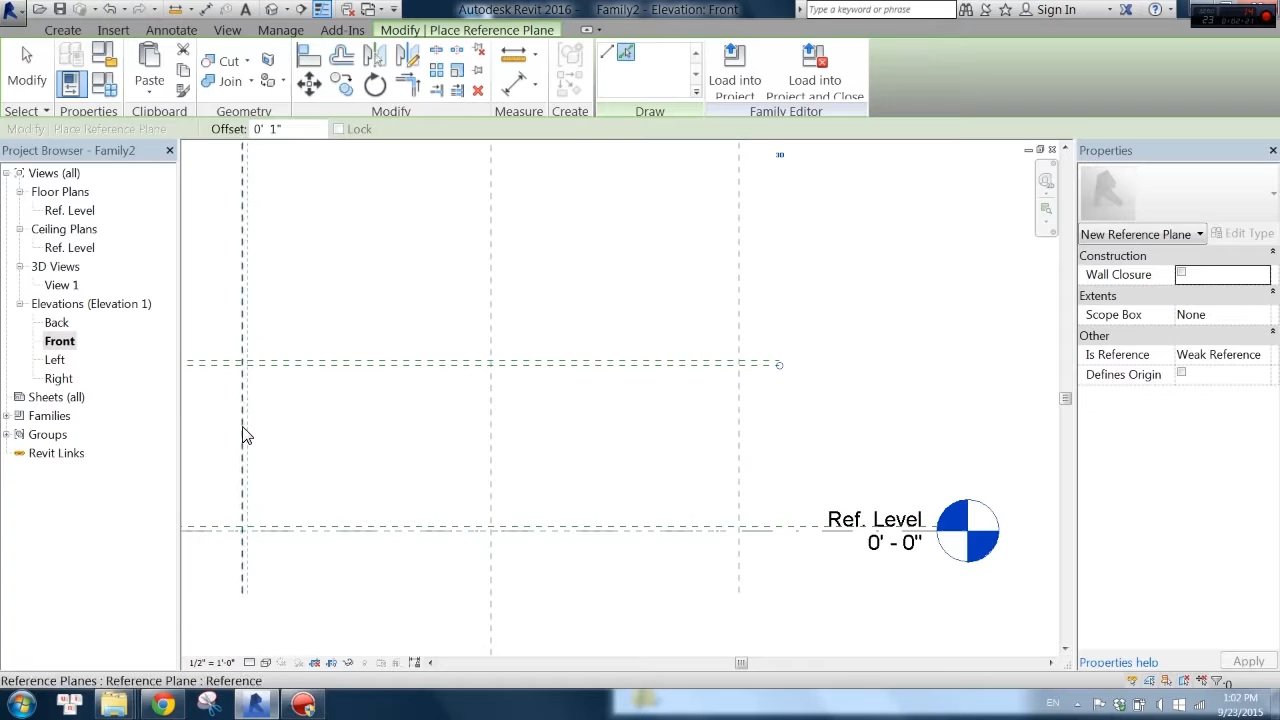 Autodesk Revit 2016 - Family2 - Elevation: Front
Type a keyword or phrase
Sign In
23
Create Insert Annotate View Manage Add-Ins Modify | Place Reference Plane
Modify
Paste
Cut
Join
Load into
Project
Load into
Project and Close
Select Properties Clipboard Geometry Modify Measure Create Draw Family Editor
Modify | Place Reference Plane
Offset: 0' 1"
Lock
Project Browser - Family2
Views (all)
Floor Plans
Ref. Level
Ceiling Plans
Ref. Level
3D Views
View 1
Elevations (Elevation 1)
Back
Front
Left
Right
Sheets (all)
Families
Groups
Revit Links
3D
Ref. Level
0' - 0"
Properties
New Reference Plane
Edit Type
Construction
Wall Closure
Extents
Scope Box None
Other
Is Reference Weak Reference
Defines Origin
Properties help
Apply
1/2" = 1'-0"
Reference Planes : Reference Plane : Reference
:0
EN
1:02 PM
9/23/2015